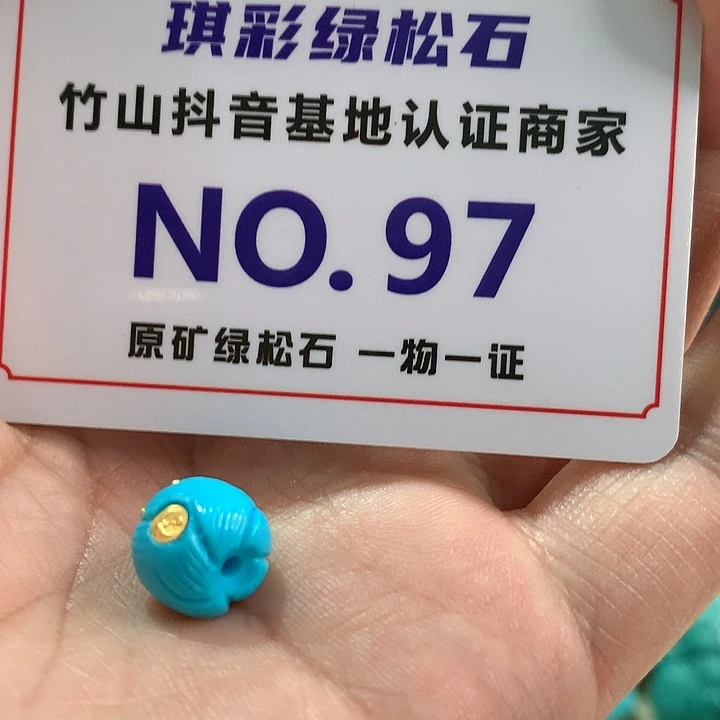 琪彩绿松石
竹山抖音基地认证商家
NO.97
原矿绿松石 一物一证